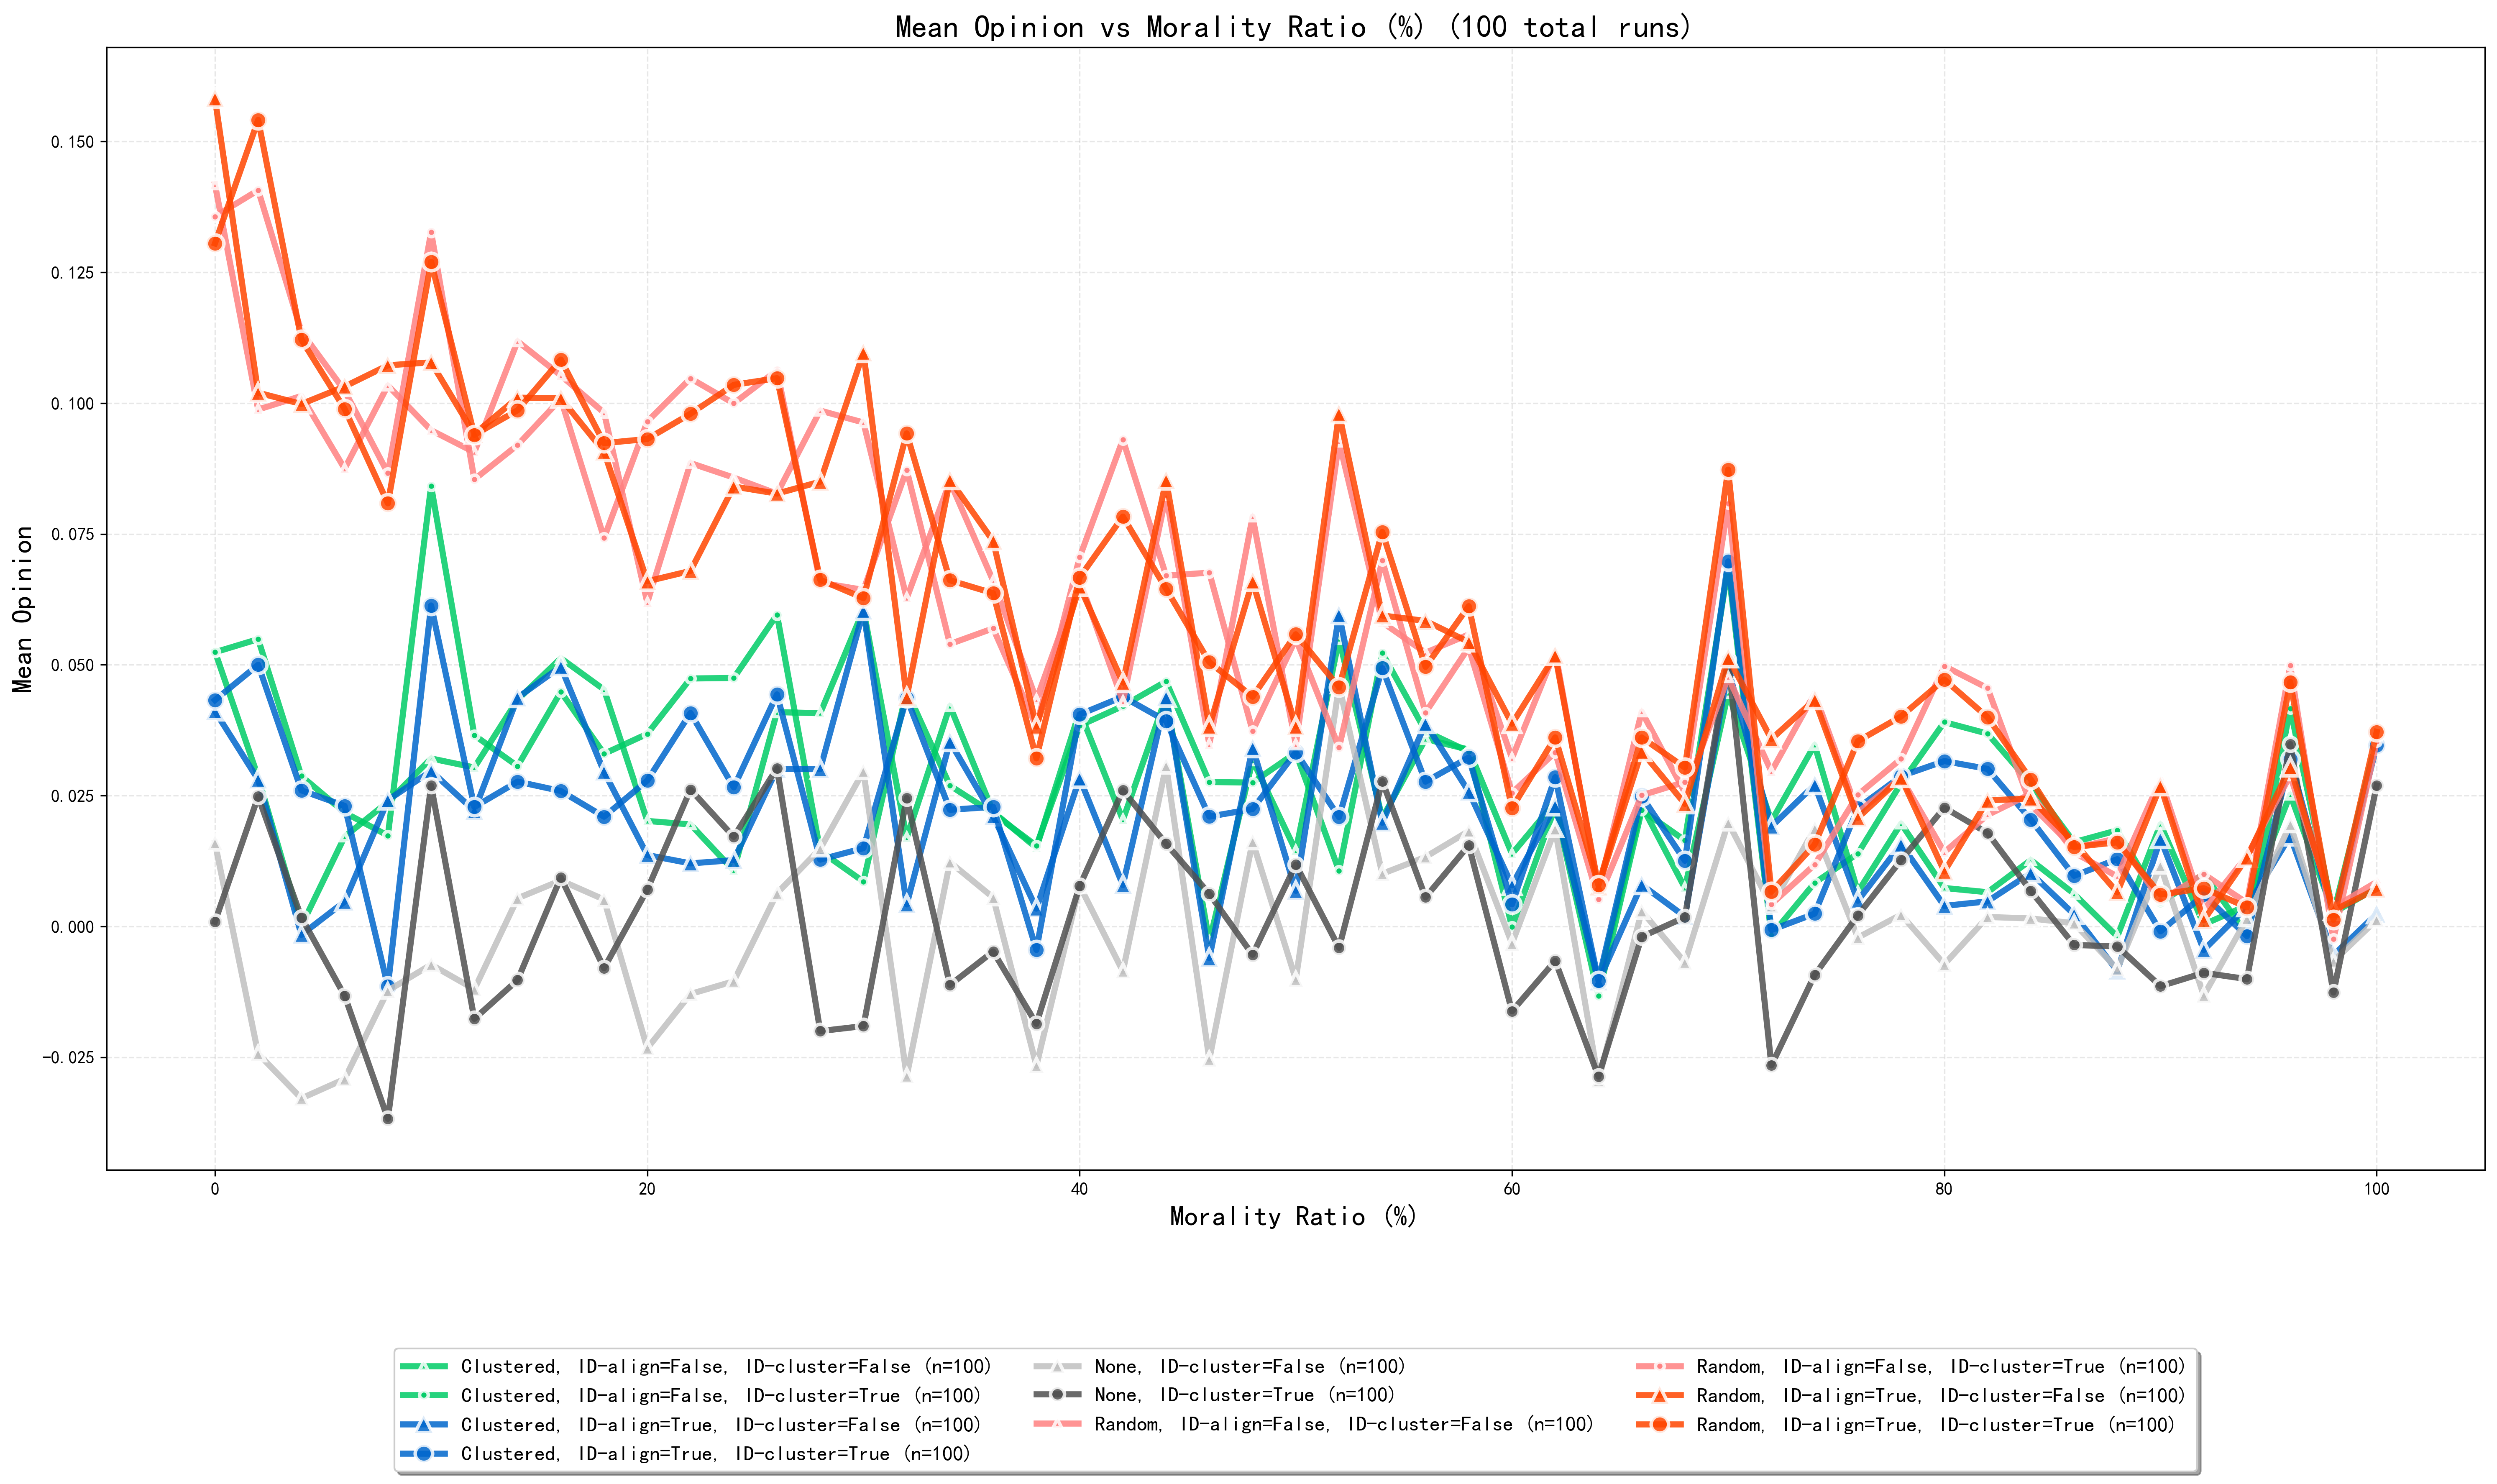 Mean Opinion vs Morality Ratio (%) (100 total runs)
Mean Opinion
0.150
0.125
0.100
0.075
0.050
0.025
0.000
-0.025
0
20
40
60
80
100
Morality Ratio (%)
Clustered, ID-align=False, ID-cluster=False (n=100)
Clustered, ID-align=False, ID-cluster=True (n=100)
Clustered, ID-align=True, ID-cluster=False (n=100)
Clustered, ID-align=True, ID-cluster=True (n=100)
None, ID-cluster=False (n=100)
None, ID-cluster=True (n=100)
Random, ID-align=False, ID-cluster=False (n=100)
Random, ID-align=False, ID-cluster=True (n=100)
Random, ID-align=True, ID-cluster=False (n=100)
Random, ID-align=True, ID-cluster=True (n=100)